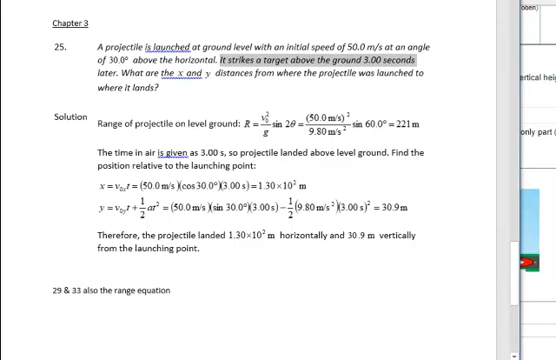 Chapter 3
25. A projectile is launched at ground level with an initial speed of 50.0 m/s at an angle
of 30.0° above the horizontal. It strikes a target above the ground 3.00 seconds
later. What are the x and y distances from where the projectile was launched to
where it lands?
Solution Range of projectile on level ground: R = v₀²/g sin 2θ = (50.0 m/s)²/9.80 m/s² sin 60.0° = 221 m
The time in air is given as 3.00 s, so projectile landed above level ground. Find the
position relative to the launching point:
x = v₀ₓt = (50.0 m/s)(cos 30.0°)(3.00 s) = 1.30×10² m
y = v₀ᵧt + 1/2 at² = (50.0 m/s)(sin 30.0°)(3.00 s) − 1/2 (9.80 m/s²)(3.00 s)² = 30.9 m
Therefore, the projectile landed 1.30×10² m horizontally and 30.9 m vertically
from the launching point.
29 & 33 also the range equation
ertical hei
only part